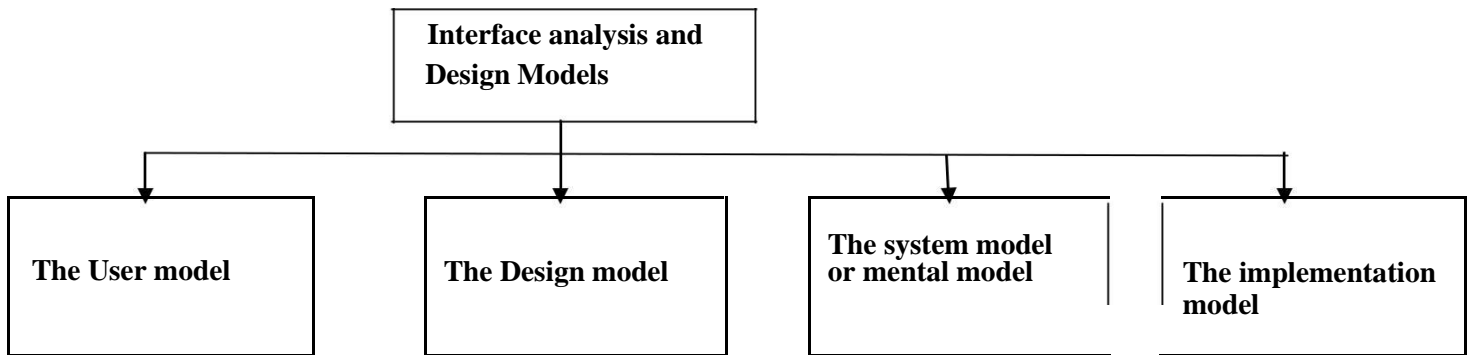 Interface analysis and
Design Models
The User model
The Design model
The system model
or mental model
The implementation
model